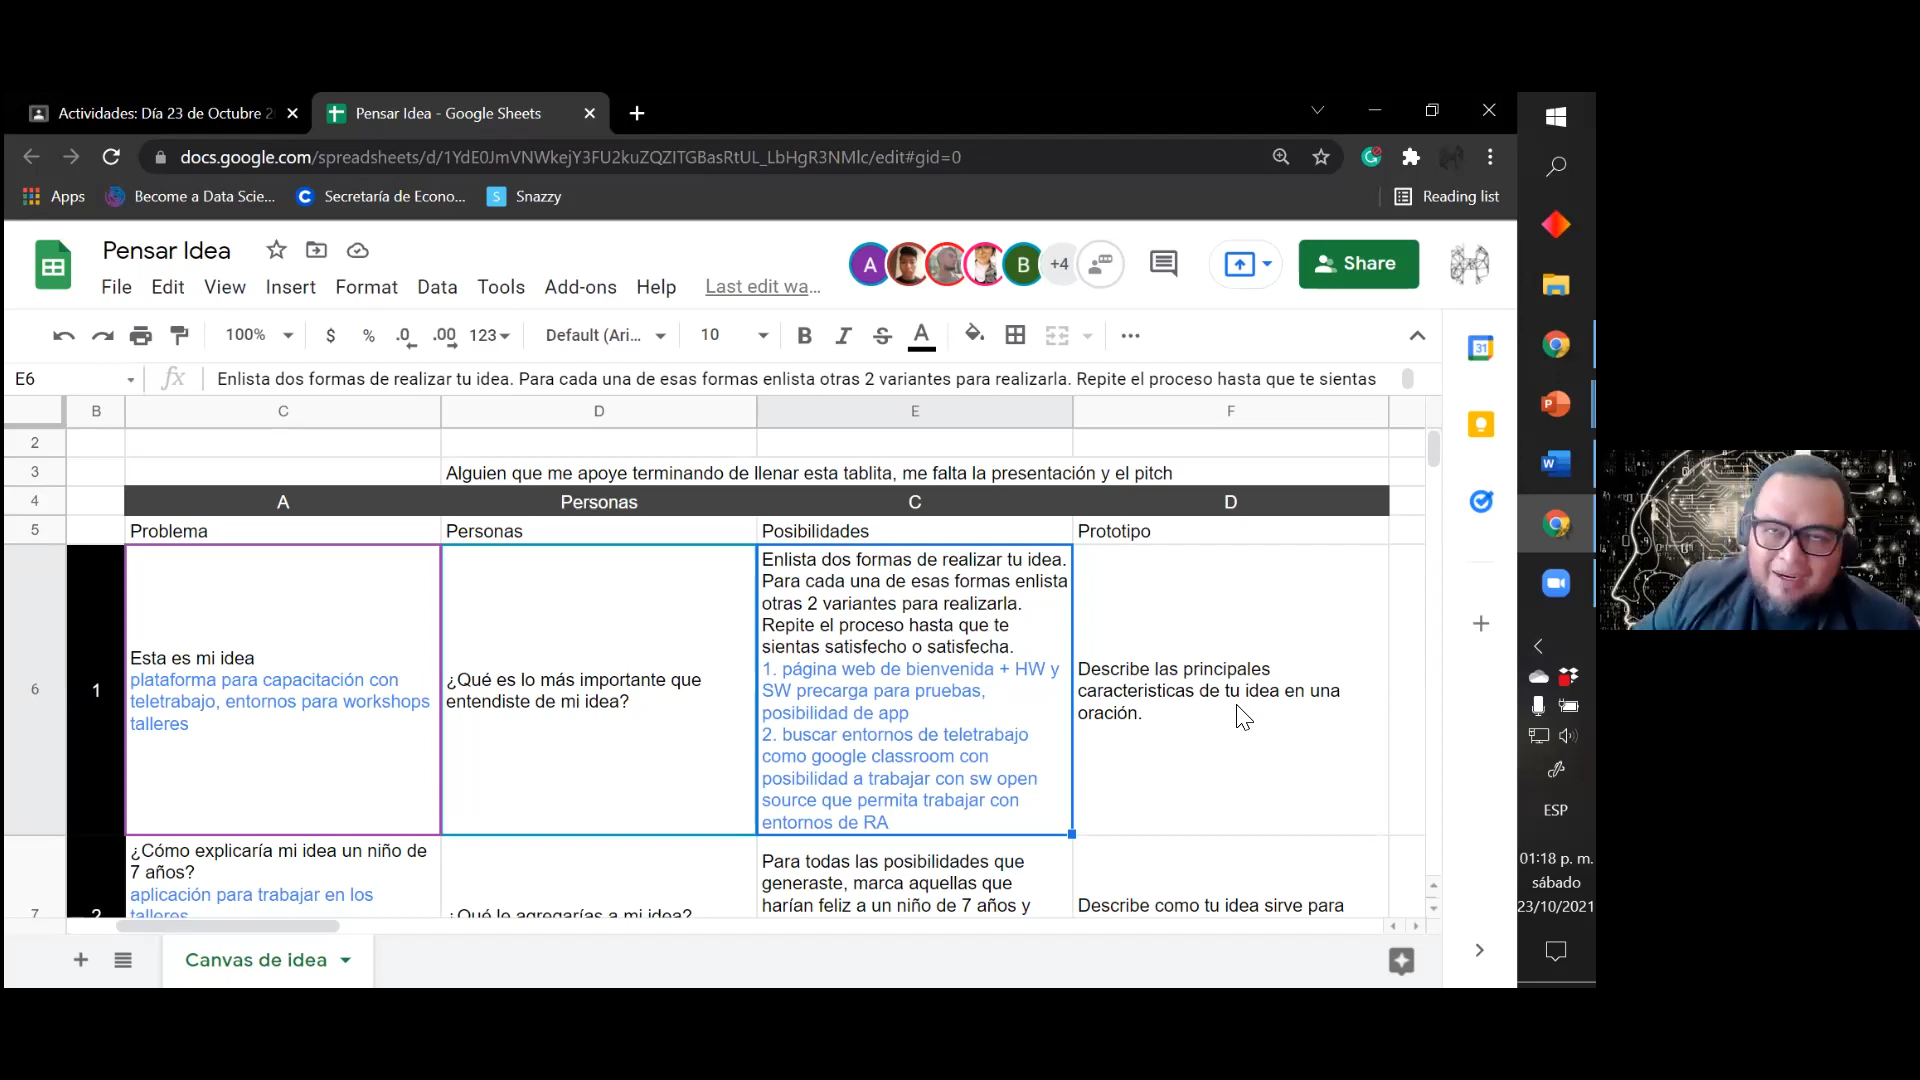 Actividades: Día 23 de Octubre 2
Pensar Idea - Google Sheets
docs.google.com/spreadsheets/d/1YdE0JmVNWkejY3FU2kuZQZITGBasRtUL_LbHgR3NMlc/edit#gid=0
Apps
Become a Data Scie...
Secretaría de Econo...
Snazzy
Reading list
Pensar Idea
A
B
+4
Share
File Edit View Insert Format Data Tools Add-ons Help Last edit wa...
100% $ % .0 .00 123 Default (Ari... 10 B I S A
31
E6
fx
Enlista dos formas de realizar tu idea. Para cada una de esas formas enlista otras 2 variantes para realizarla. Repite el proceso hasta que te sientas
B C D E F
2
3
Alguien que me apoye terminando de llenar esta tablita, me falta la presentación y el pitch
4
A Personas C D
5
Problema Personas Posibilidades Prototipo
6
1
Esta es mi idea
plataforma para capacitación con
teletrabajo, entornos para workshops
talleres
¿Qué es lo más importante que
entendiste de mi idea?
Enlista dos formas de realizar tu idea.
Para cada una de esas formas enlista
otras 2 variantes para realizarla.
Repite el proceso hasta que te
sientas satisfecho o satisfecha.
1. página web de bienvenida + HW y
SW precarga para pruebas,
posibilidad de app
2. buscar entornos de teletrabajo
como google classroom con
posibilidad a trabajar con sw open
source que permita trabajar con
entornos de RA
Describe las principales
caracteristicas de tu idea en una
oración.
7
2
¿Cómo explicaría mi idea un niño de
7 años?
aplicación para trabajar en los
talleres
¿Qué le agregarías a mi idea?
Para todas las posibilidades que
generaste, marca aquellas que
harían feliz a un niño de 7 años y
Describe como tu idea sirve para
Canvas de idea
ESP
01:18 p. m.
sábado
23/10/2021